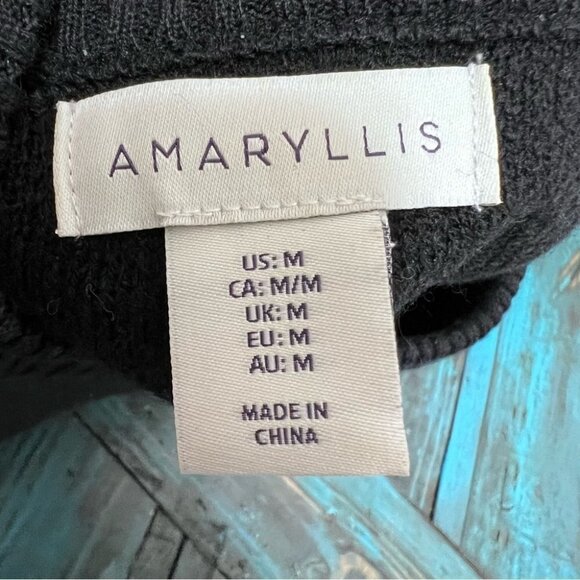 AMARYLLIS
US: M
CA: M/M
UK: M
EU: M
AU: M
MADE IN
CHINA